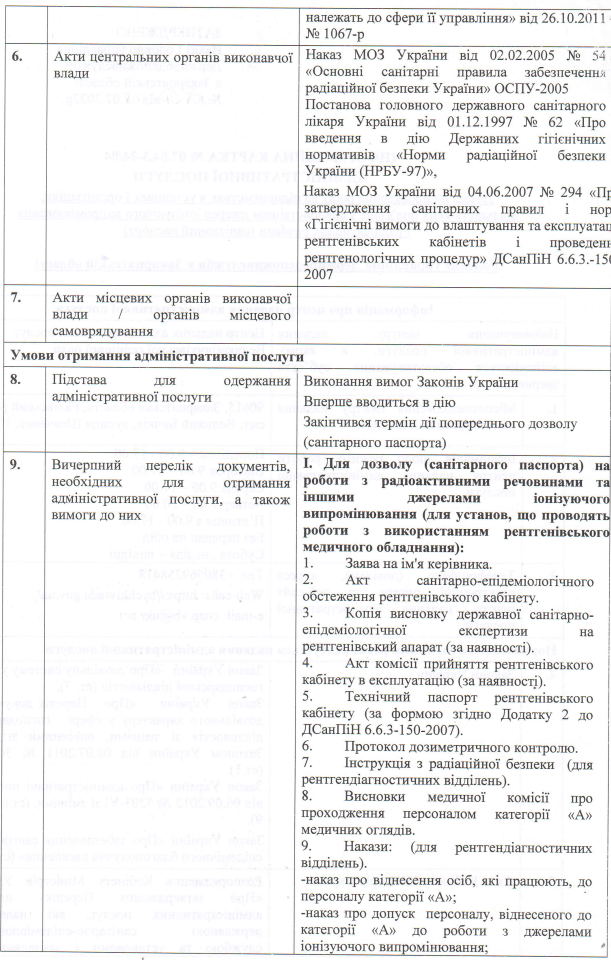 належать до сфери її управління» від 26.10.2011
№ 1067-р
6.
Акти центральних органів виконавчої
влади
Наказ МОЗ України від 02.02.2005 № 54
«Основні санітарні правила забезпечення
радіаційної безпеки України» ОСПУ-2005
Постанова головного державного санітарного
лікаря України від 01.12.1997 № 62 «Про
введення в дію Державних гігієнічних
нормативів «Норми радіаційної безпеки
України (НРБУ-97)»,
Наказ МОЗ України від 04.06.2007 № 294 «Пр
затвердження санітарних правил і нор
«Гігієнічні вимоги до влаштування та експлуатац
рентгенівських кабінетів і проведен
рентгенологічних процедур» ДСанПіН 6.6.3.-150
2007
7.
Акти місцевих органів виконавчої
влади / органів місцевого
самоврядування
Умови отримання адміністративної послуги
8.
Підстава для одержання
адміністративної послуги
Виконання вимог Законів України
Вперше вводиться в дію
Закінчився термін дії попереднього дозволу
(санітарного паспорта)
9.
Вичерпний перелік документів,
необхідних для отримання
адміністративної послуги, а також
вимоги до них
І. Для дозволу (санітарного паспорта) на
роботи з радіоактивними речовинами та
іншими джерелами іонізуючого
випромінювання (для установ, що проводять
роботи з використанням рентгенівського
медичного обладнання):
1. Заява на ім'я керівника.
2. Акт санітарно-епідеміологічного
обстеження рентгенівського кабінету.
3. Копія висновку державної санітарно-
епідеміологічної експертизи на
рентгенівський апарат (за наявності).
4. Акт комісії прийняття рентгенівського
кабінету в експлуатацію (за наявності).
5. Технічний паспорт рентгенівського
кабінету (за формою згідно Додатку 2 до
ДСанПіН 6.6.3-150-2007).
6. Протокол дозиметричного контролю.
7. Інструкція з радіаційної безпеки (для
рентгендіагностичних відділень).
8. Висновки медичної комісії про
проходження персоналом категорії «А»
медичних оглядів.
9. Накази: (для рентгендіагностичних
відділень).
-наказ про віднесення осіб, які працюють, до
персоналу категорії «А»;
-наказ про допуск персоналу, віднесеного до
категорії «А» до роботи з джерелами
іонізуючого випромінювання;